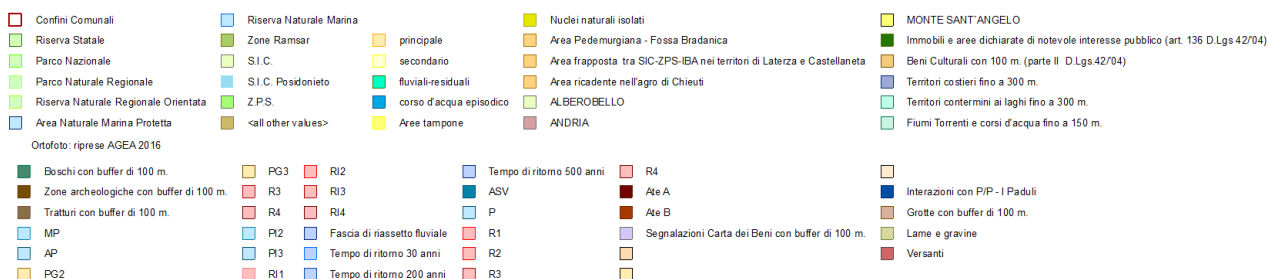 Confini Comunali
Riserva Statale
Parco Nazionale
Parco Naturale Regionale
Riserva Naturale Regionale Orientata
Area Naturale Marina Protetta
Riserva Naturale Marina
Zone Ramsar
S.I.C.
S.I.C. Posidonieto
Z.P.S.
<all other values>
principale
secondario
fluviali-residuali
corso d'acqua episodico
Aree tampone
Nuclei naturali isolati
Area Pedemurgiana - Fossa Bradanica
Area frapposta tra SIC-ZPS-IBA nei territori di Laterza e Castellaneta
Area ricadente nell'agro di Chieuti
ALBEROBELLO
ANDRIA
MONTE SANT`ANGELO
Immobili e aree dichiarate di notevole interesse pubblico (art. 136 D.Lgs 42/04)
Beni Culturali con 100 m. (parte II D.Lgs.42/04)
Territori costieri fino a 300 m.
Territori contermini ai laghi fino a 300 m.
Fiumi Torrenti e corsi d'acqua fino a 150 m.
Ortofoto: riprese AGEA 2016
Boschi con buffer di 100 m.
Zone archeologiche con buffer di 100 m.
Tratturi con buffer di 100 m.
MP
AP
PG2
PG3
R3
R4
PI2
PI3
RI1
RI2
RI3
RI4
Fascia di riassetto fluviale
Tempo di ritorno 30 anni
Tempo di ritorno 200 anni
Tempo di ritorno 500 anni
ASV
P
R1
R2
R3
R4
Ate A
Ate B
Segnalazioni Carta dei Beni con buffer di 100 m.
Interazioni con P/P - I Paduli
Grotte con buffer di 100 m.
Lame e gravine
Versanti